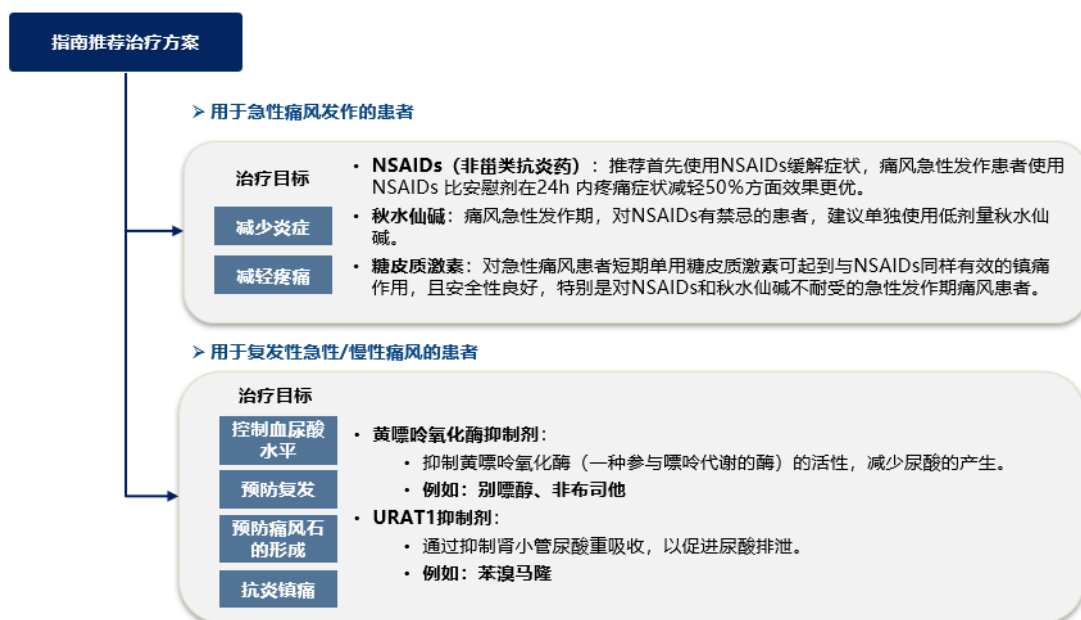 指南推荐治疗方案
➢ 用于急性痛风发作的患者
治疗目标
减少炎症
减轻疼痛
• NSAIDs（非甾类抗炎药）：推荐首先使用NSAIDs缓解症状，痛风急性发作患者使用
NSAIDs 比安慰剂在24h 内疼痛症状减轻50%方面效果更优。
• 秋水仙碱：痛风急性发作期，对NSAIDs有禁忌的患者，建议单独使用低剂量秋水仙
碱。
• 糖皮质激素：对急性痛风患者短期单用糖皮质激素可起到与NSAIDs同样有效的镇痛
作用，且安全性良好，特别是对NSAIDs和秋水仙碱不耐受的急性发作期痛风患者。
➢ 用于复发性急性/慢性痛风的患者
治疗目标
控制血尿酸
水平
预防复发
预防痛风石
的形成
抗炎镇痛
• 黄嘌呤氧化酶抑制剂：
• 抑制黄嘌呤氧化酶（一种参与嘌呤代谢的酶）的活性，减少尿酸的产生。
• 例如：别嘌醇、非布司他
• URAT1抑制剂：
• 通过抑制肾小管尿酸重吸收，以促进尿酸排泄。
• 例如：苯溴马隆